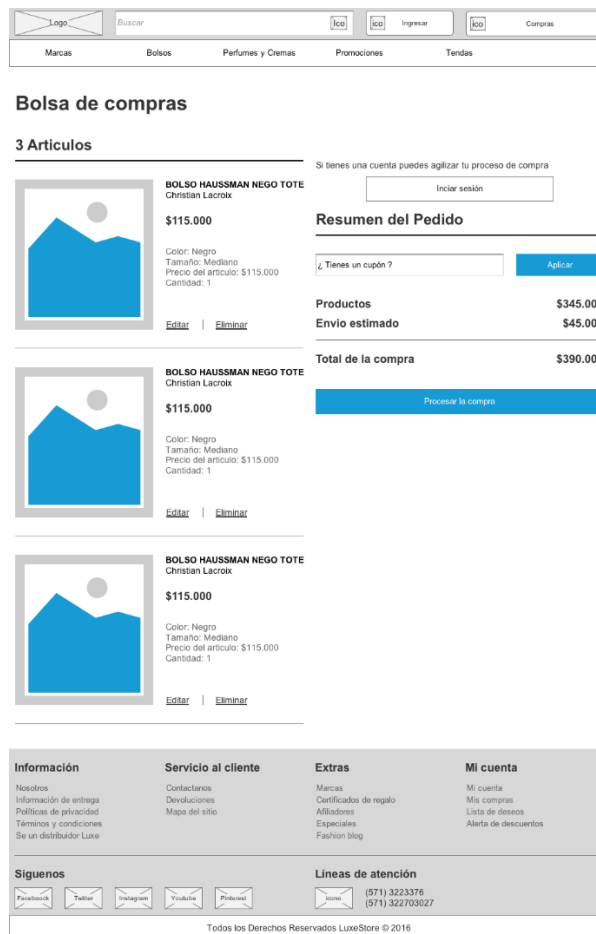 Logo
Buscar
Ico
ico
Ingresar
ico
Compras
Marcas
Bolsos
Perfumes y Cremas
Promociones
Tendas
Bolsa de compras
3 Articulos
BOLSO HAUSSMAN NEGO TOTE
Christian Lacroix
$115.000
Color: Negro
Tamaño: Mediano
Precio del articulo: $115.000
Cantidad: 1
Editar | Eliminar
BOLSO HAUSSMAN NEGO TOTE
Christian Lacroix
$115.000
Color: Negro
Tamaño: Mediano
Precio del articulo: $115.000
Cantidad: 1
Editar | Eliminar
BOLSO HAUSSMAN NEGO TOTE
Christian Lacroix
$115.000
Color: Negro
Tamaño: Mediano
Precio del articulo: $115.000
Cantidad: 1
Editar | Eliminar
Si tienes una cuenta puedes agilizar tu proceso de compra
Inciar sesión
Resumen del Pedido
¿ Tienes un cupón ?
Aplicar
Productos $345.00
Envio estimado $45.00
Total de la compra $390.00
Procesar la compra
Información
Nosotros
Información de entrega
Políticas de privacidad
Términos y condiciones
Se un distribuidor Luxe
Servicio al cliente
Contactanos
Devoluciones
Mapa del sitio
Extras
Marcas
Certificados de regalo
Afiliadores
Especiales
Fashion blog
Mi cuenta
Mi cuenta
Mis compras
Lista de deseos
Alerta de descuentos
Siguenos
Facebook
Twitter
Instagram
Youtube
Pinterest
Líneas de atención
icono
(571) 3223376
(571) 322703027
Todos los Derechos Reservados LuxeStore © 2016